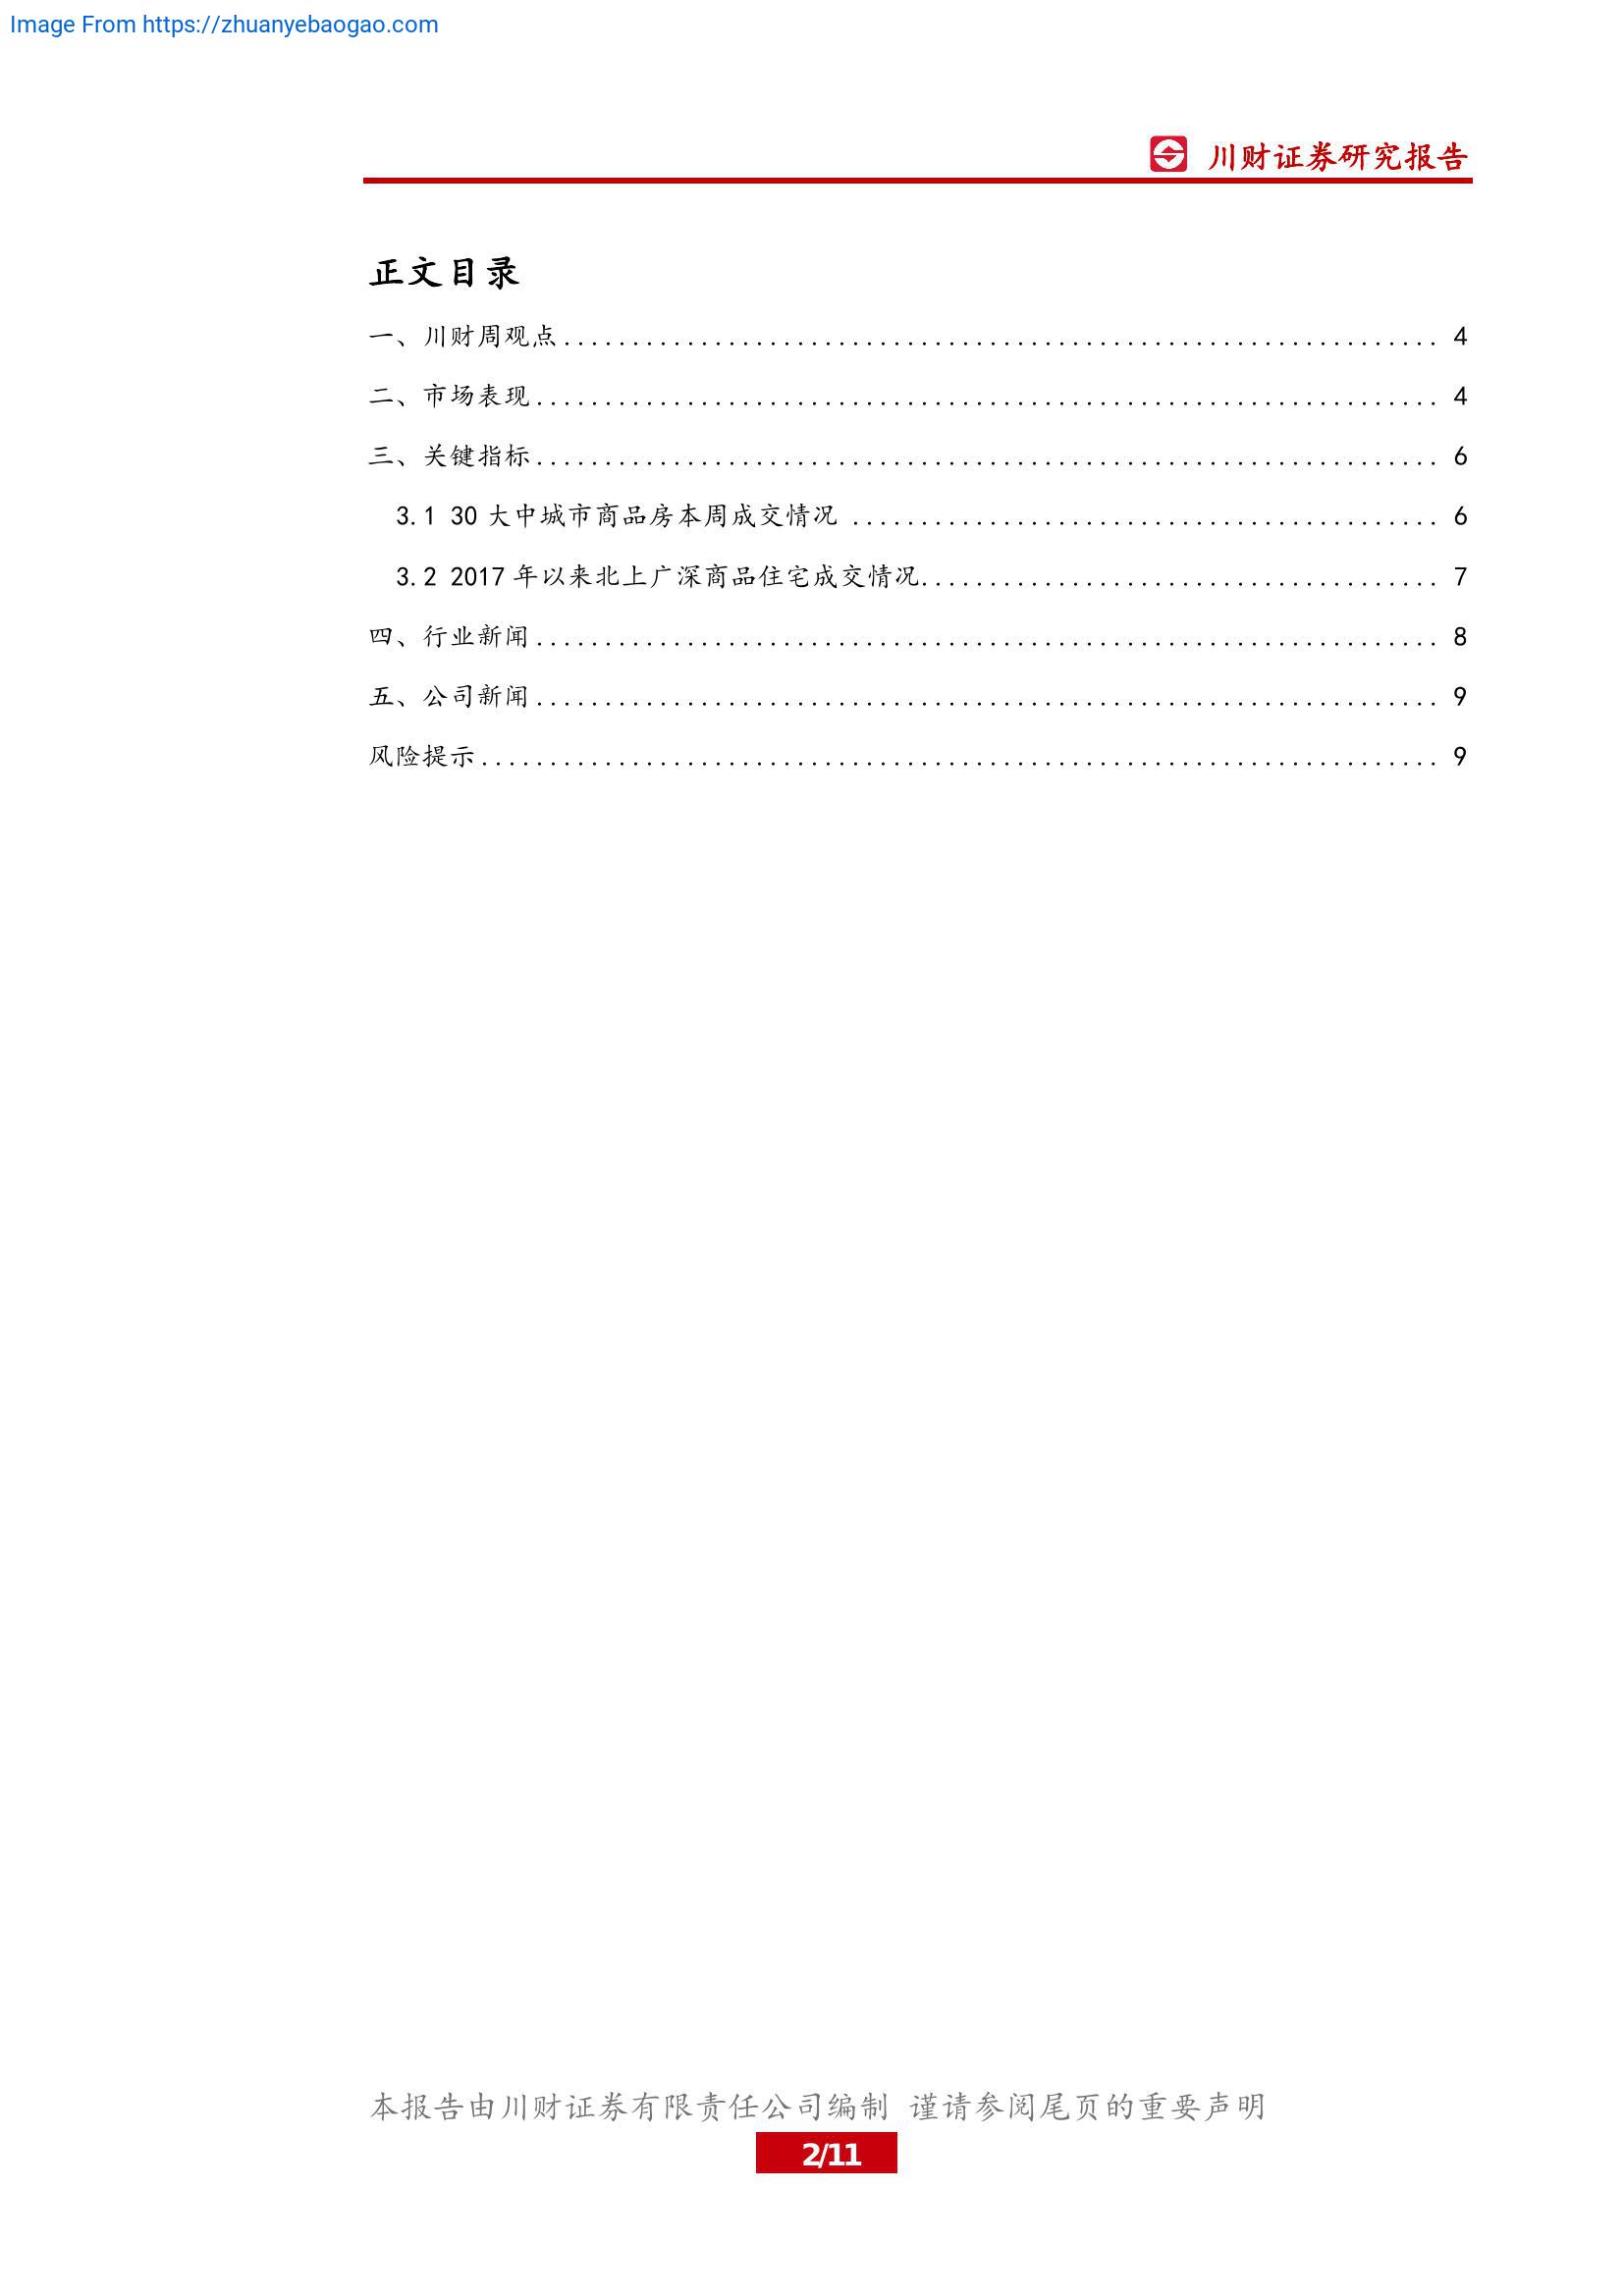 Image From https://zhuanyebaogao.com
川财证券研究报告
正文目录
一、川财周观点................................................................ 4
二、市场表现.................................................................. 4
三、关键指标.................................................................. 6
3.1 30 大中城市商品房本周成交情况 ........................................... 6
3.2 2017 年以来北上广深商品住宅成交情况...................................... 7
四、行业新闻.................................................................. 8
五、公司新闻.................................................................. 9
风险提示...................................................................... 9
本报告由川财证券有限责任公司编制 谨请参阅尾页的重要声明
2/11